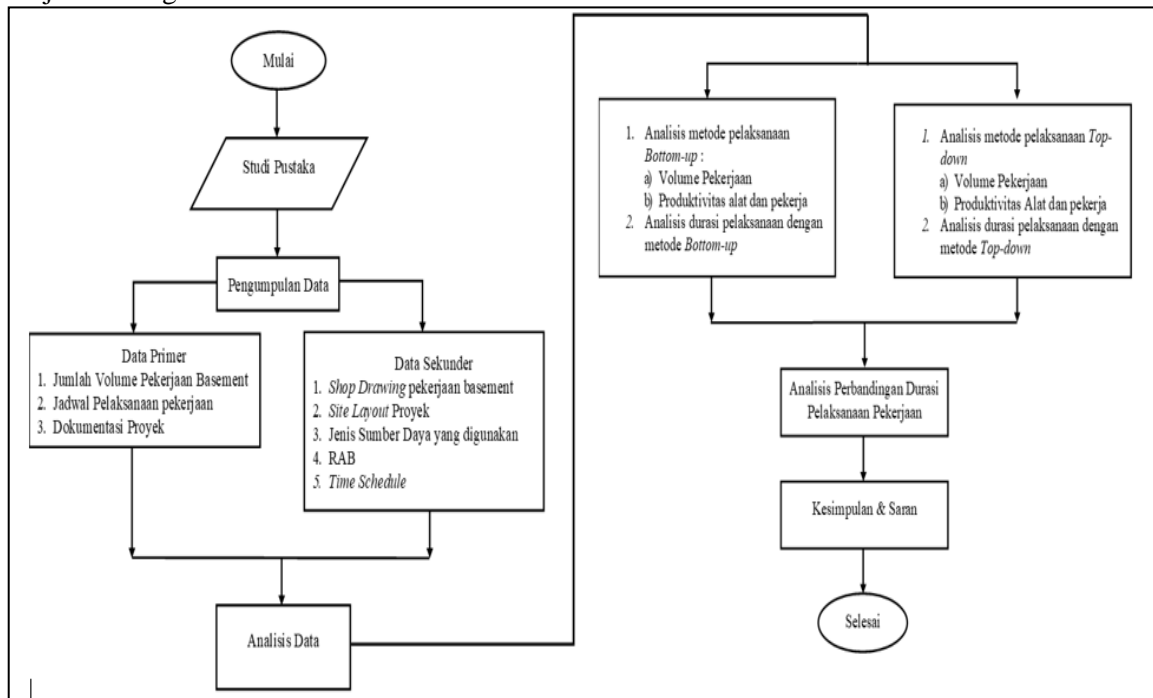 Mulai
Studi Pustaka
Pengumpulan Data
Data Primer
1. Jumlah Volume Pekerjaan Basement
2. Jadwal Pelaksanaan pekerjaan
3. Dokumentasi Proyek
Data Sekunder
1. Shop Drawing pekerjaan basement
2. Site Layout Proyek
3. Jenis Sumber Daya yang digunakan
4. RAB
5. Time Schedule
Analisis Data
1. Analisis metode pelaksanaan
Bottom-up :
a) Volume Pekerjaan
b) Produktivitas alat dan pekerja
2. Analisis durasi pelaksanaan dengan
metode Bottom-up
1. Analisis metode pelaksanaan Top-
down
a) Volume Pekerjaan
b) Produktivitas Alat dan pekerja
2. Analisis durasi pelaksanaan dengan
metode Top-down
Analisis Perbandingan Durasi
Pelaksanaan Pekerjaan
Kesimpulan & Saran
Selesai